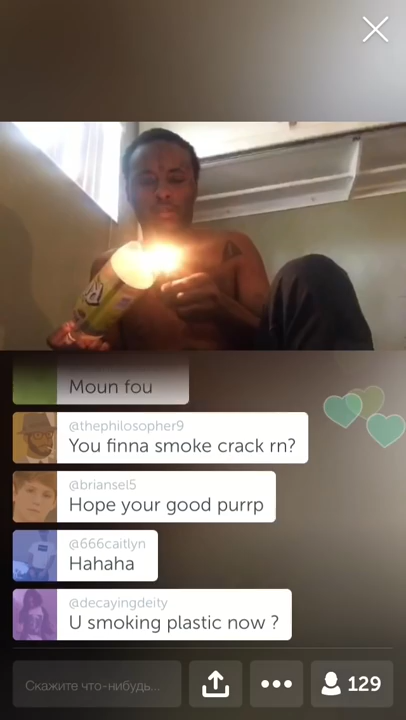 Moun fou
@thephilosopher9
You finna smoke crack rn?
@briansel5
Hope your good purrp
@666caitlyn
Hahaha
@decayingdeity
U smoking plastic now ?
Скажите что-нибудь...
129